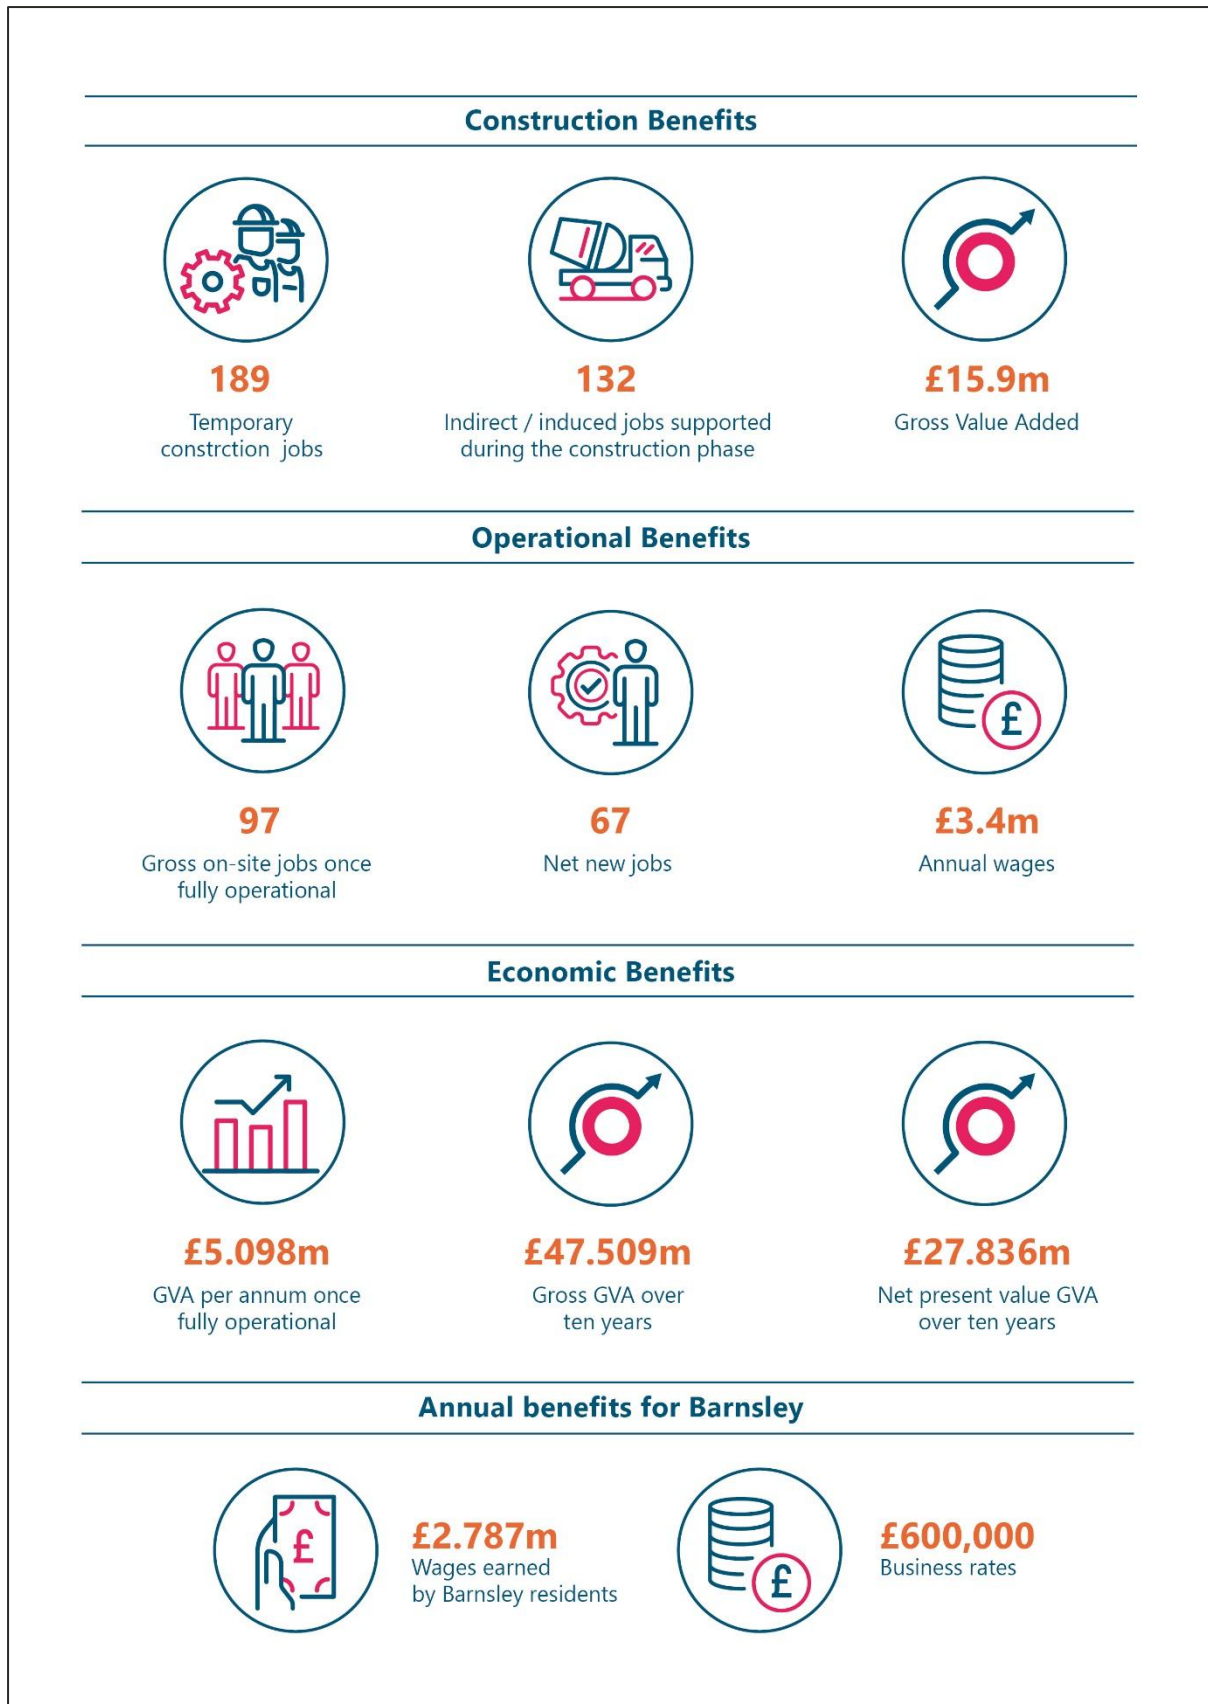 Construction Benefits
189
Temporary
constrction jobs
132
Indirect / induced jobs supported
during the construction phase
£15.9m
Gross Value Added
Operational Benefits
97
Gross on-site jobs once
fully operational
67
Net new jobs
£
£3.4m
Annual wages
Economic Benefits
£5.098m
GVA per annum once
fully operational
£47.509m
Gross GVA over
ten years
£27.836m
Net present value GVA
over ten years
Annual benefits for Barnsley
£
£2.787m
Wages earned
by Barnsley residents
£
£600,000
Business rates